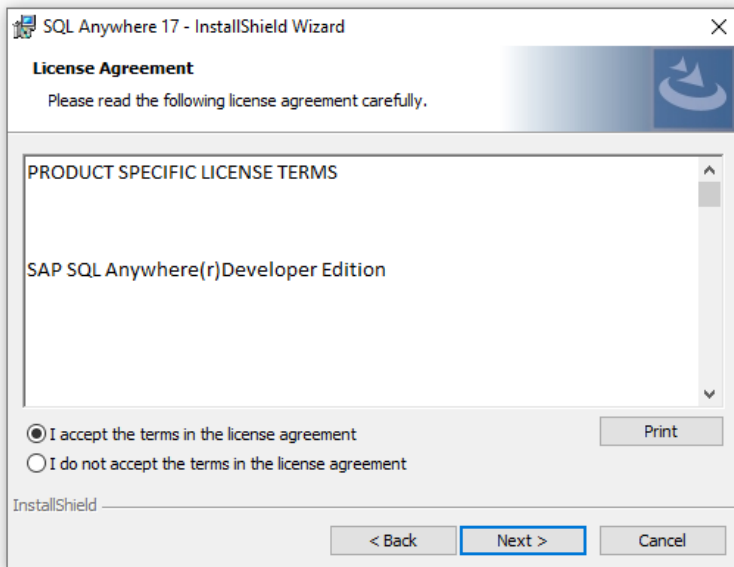 SQL Anywhere 17 - InstallShield Wizard
License Agreement
Please read the following license agreement carefully.
PRODUCT SPECIFIC LICENSE TERMS
SAP SQL Anywhere(r)Developer Edition
I accept the terms in the license agreement
Print
I do not accept the terms in the license agreement
InstallShield
< Back
Next >
Cancel